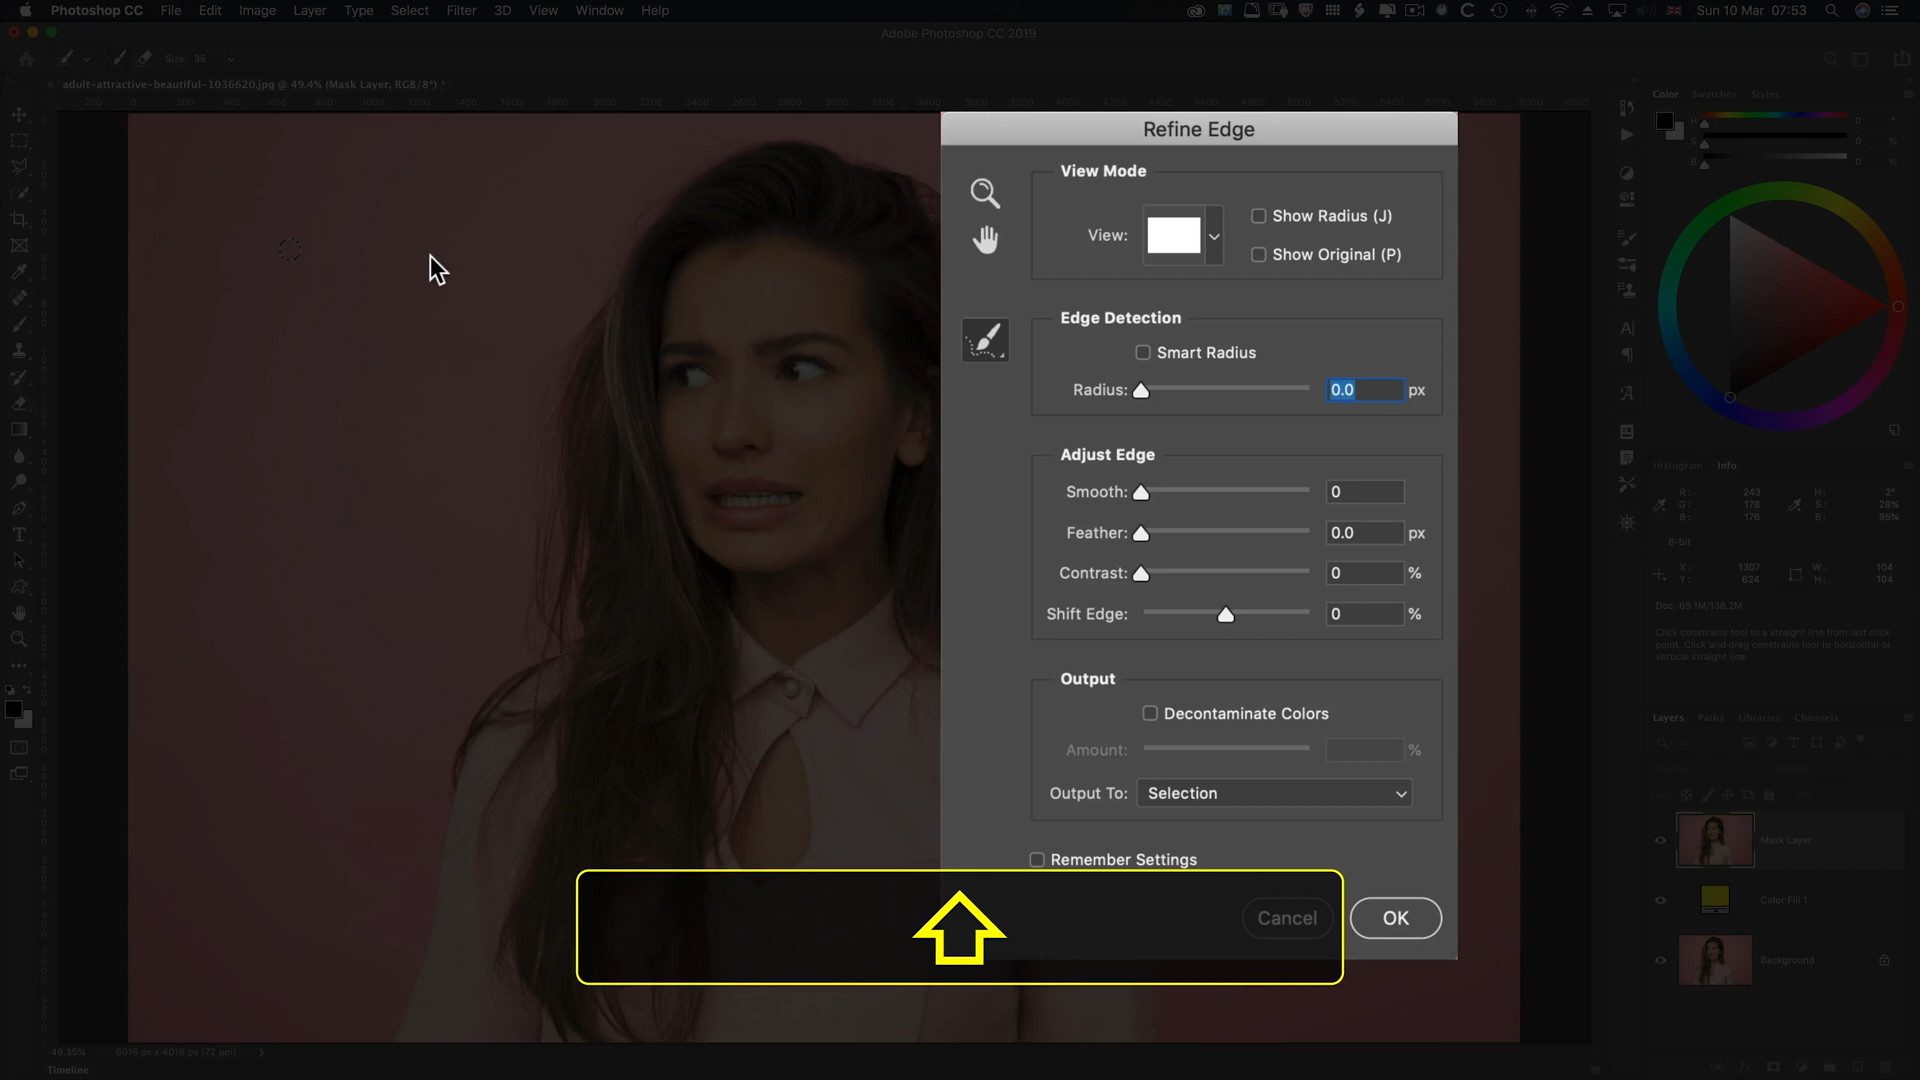 Photoshop CC File Edit Image Layer Type Select Filter 3D View Window Help Sun 10 Mar 07:53
Adobe Photoshop CC 2019
Size: 36
adult-attractive-beautiful-1036620.jpg @ 49.4% (Mask Layer, RGB/8*) *
Color Swatches Styles
Refine Edge
View Mode
View:
Show Radius (J)
Show Original (P)
Edge Detection
Smart Radius
Radius: 0.0 px
Adjust Edge
Smooth: 0
Feather: 0.0 px
Contrast: 0 %
Shift Edge: 0 %
Output
Decontaminate Colors
Amount: %
Output To: Selection
Remember Settings
Cancel OK
Histogram Info
R: 243 H: 2°
G: 178 S: 28%
B: 176 B: 95%
8-bit
X: 1307 W: 104
Y: 624 H: 104
Doc: 69.1M/138.2M
Click constrains tool to a straight line from last click
point. Click and drag constrains tool to horizontal or
vertical straight line
Layers Paths Libraries Channels
Mask Layer
Color Fill 1
Background
49.35% 6016 px x 4016 px (72 ppi)
Timeline